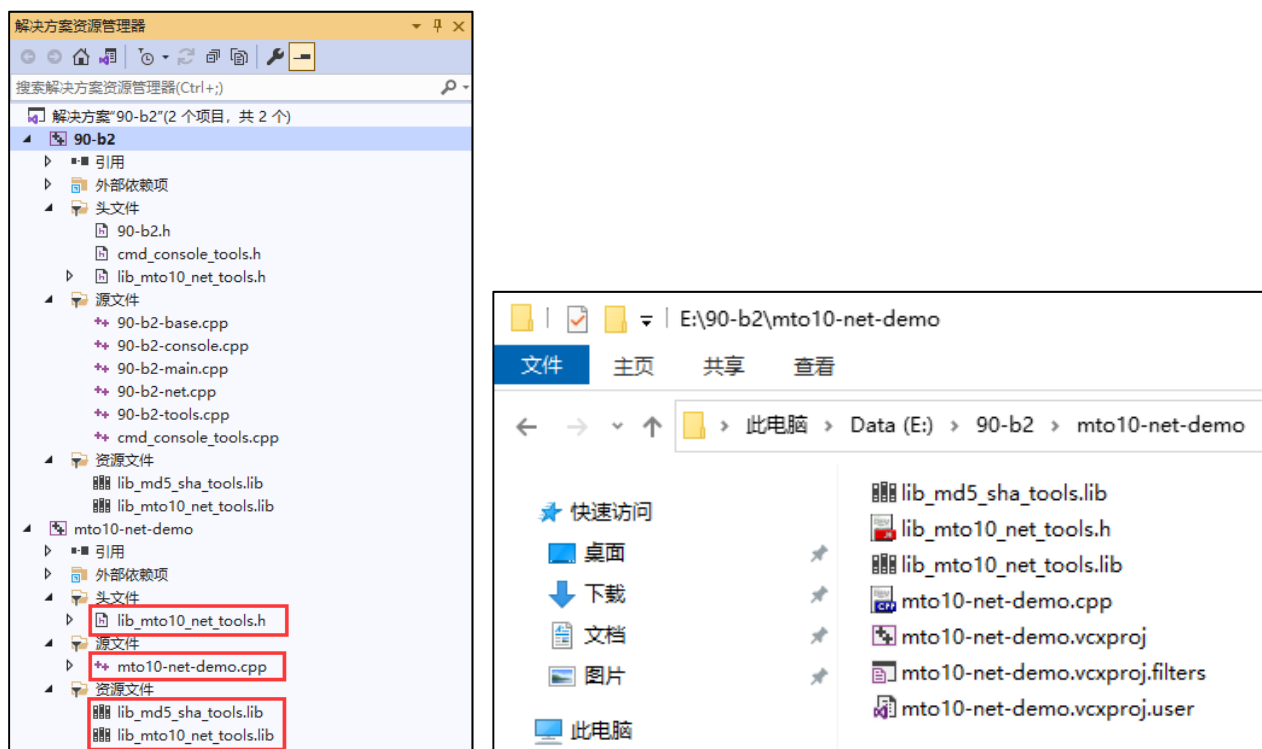 解决方案资源管理器
搜索解决方案资源管理器(Ctrl+;)
解决方案"90-b2"(2 个项目，共 2 个)
90-b2
引用
外部依赖项
头文件
90-b2.h
cmd_console_tools.h
lib_mto10_net_tools.h
源文件
90-b2-base.cpp
90-b2-console.cpp
90-b2-main.cpp
90-b2-net.cpp
90-b2-tools.cpp
cmd_console_tools.cpp
资源文件
lib_md5_sha_tools.lib
lib_mto10_net_tools.lib
mto10-net-demo
引用
外部依赖项
头文件
lib_mto10_net_tools.h
源文件
mto10-net-demo.cpp
资源文件
lib_md5_sha_tools.lib
lib_mto10_net_tools.lib
E:\90-b2\mto10-net-demo
文件 主页 共享 查看
此电脑 › Data (E:) › 90-b2 › mto10-net-demo
快速访问
桌面
下载
文档
图片
此电脑
lib_md5_sha_tools.lib
lib_mto10_net_tools.h
lib_mto10_net_tools.lib
mto10-net-demo.cpp
mto10-net-demo.vcxproj
mto10-net-demo.vcxproj.filters
mto10-net-demo.vcxproj.user